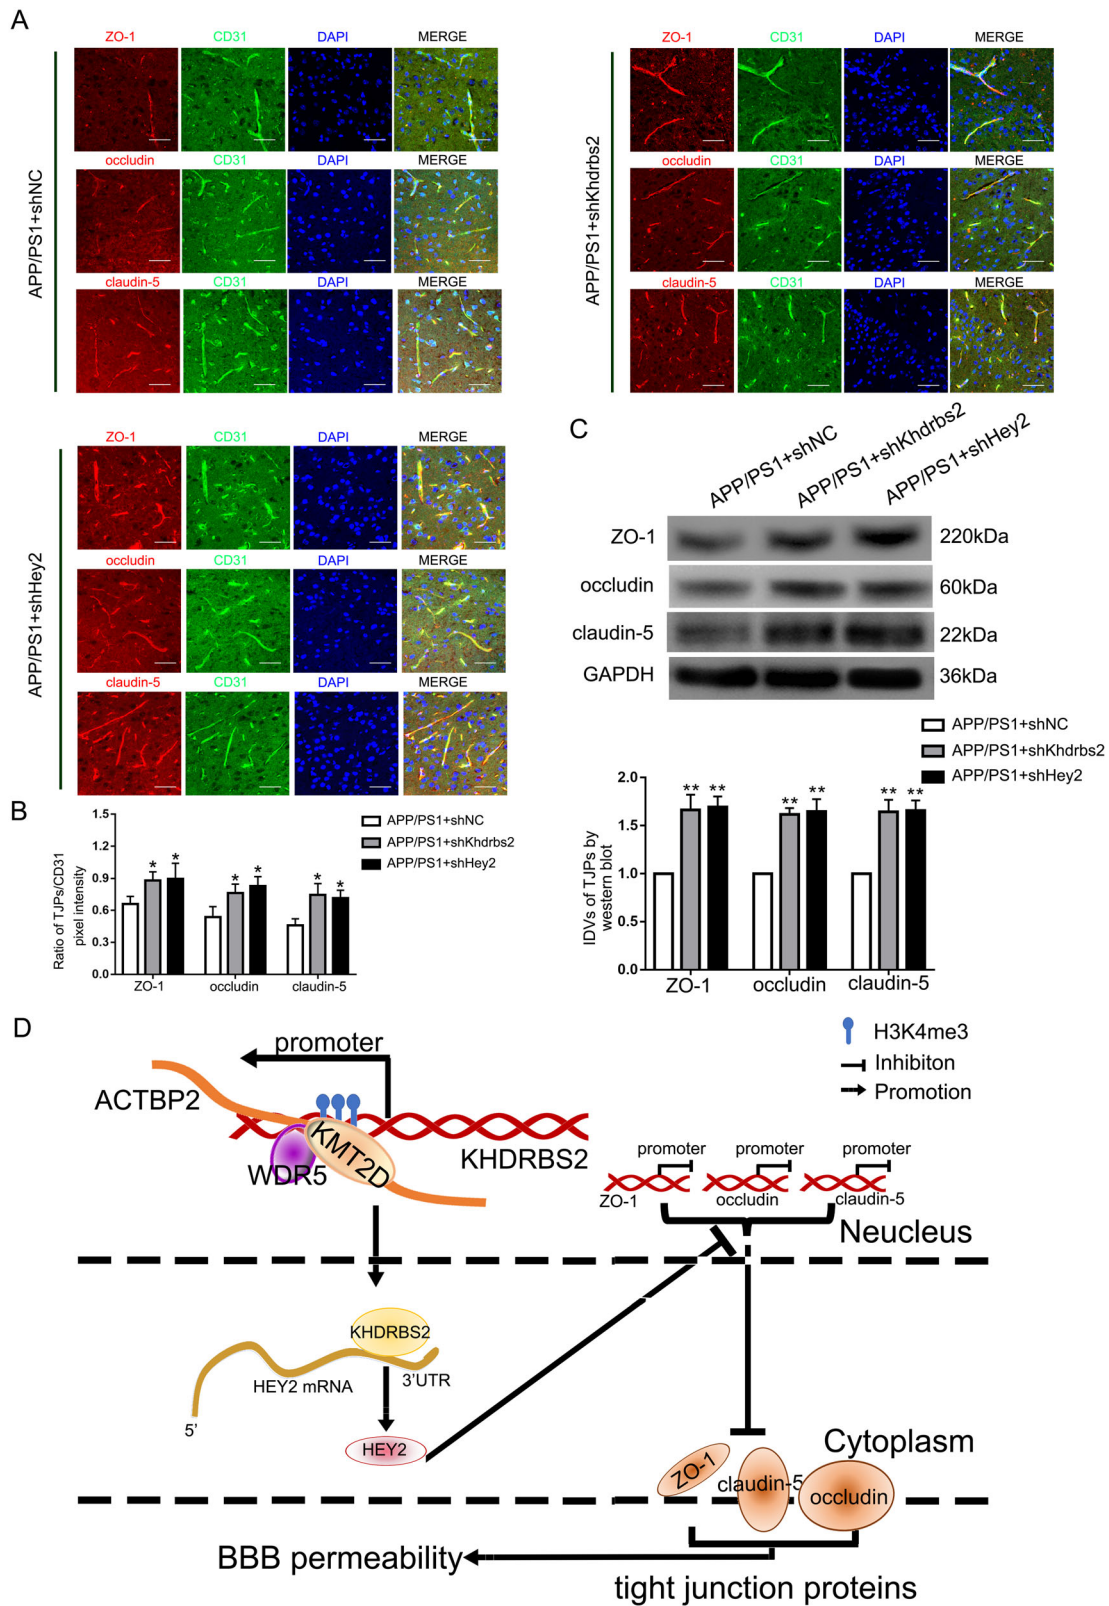 A
ZO-1 CD31 DAPI MERGE
occludin CD31 DAPI MERGE
claudin-5 CD31 DAPI MERGE
APP/PS1+shNC
ZO-1 CD31 DAPI MERGE
occludin CD31 DAPI MERGE
claudin-5 CD31 DAPI MERGE
APP/PS1+shKhdrbs2
ZO-1 CD31 DAPI MERGE
occludin CD31 DAPI MERGE
claudin-5 CD31 DAPI MERGE
APP/PS1+shHey2
B
1.5
1.2
0.9
0.6
0.3
0.0
Ratio of TJPs/CD31
pixel intensity
* * * * * *
ZO-1 occludin claudin-5
APP/PS1+shNC
APP/PS1+shKhdrbs2
APP/PS1+shHey2
C
APP/PS1+shNC
APP/PS1+shKhdrbs2
APP/PS1+shHey2
ZO-1 220kDa
occludin 60kDa
claudin-5 22kDa
GAPDH 36kDa
APP/PS1+shNC
APP/PS1+shKhdrbs2
APP/PS1+shHey2
2.0
1.5
1.0
0.5
0.0
IDVs of TJPs by
western blot
** ** ** ** ** **
ZO-1 occludin claudin-5
D
promoter
ACTBP2
WDR5
KMT2D
KHDRBS2
H3K4me3
Inhibiton
Promotion
promoter promoter promoter
ZO-1 occludin claudin-5
Neucleus
KHDRBS2
HEY2 mRNA
3'UTR
5'
HEY2
Cytoplasm
ZO-1
claudin-5
occludin
BBB permeability
tight junction proteins